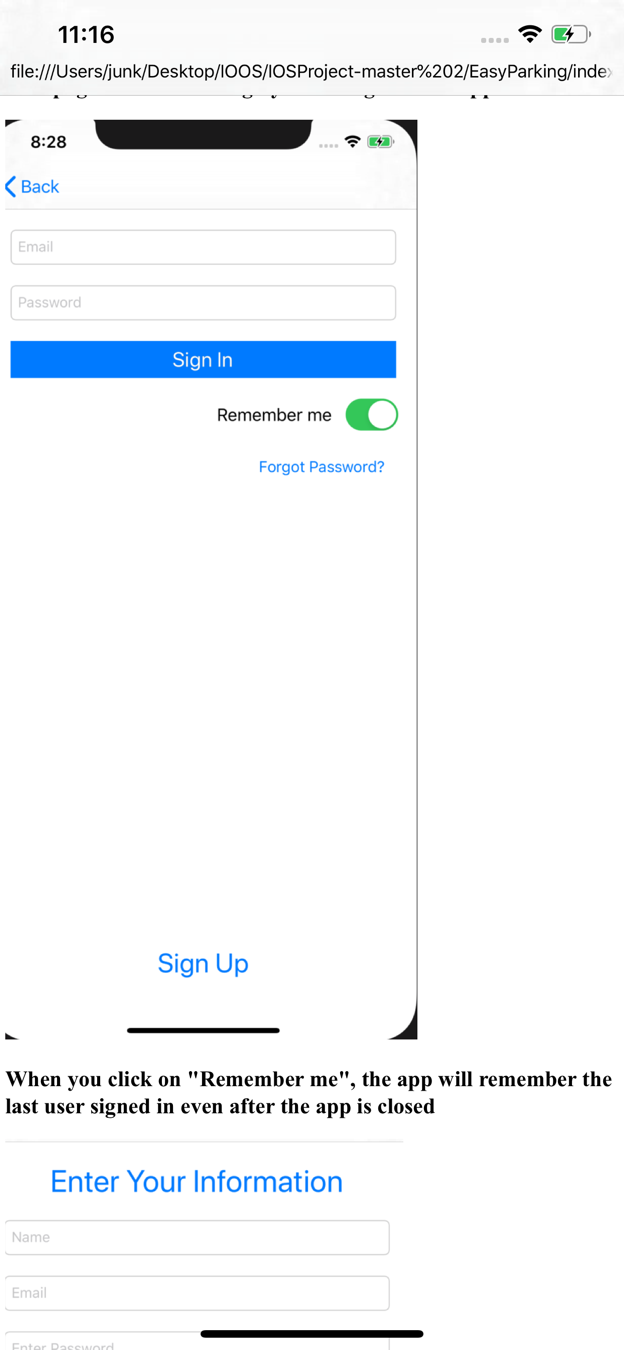 11:16
file:///Users/junk/Desktop/IOOS/IOSProject-master%202/EasyParking/index
8:28
Back
Email
Password
Sign In
Remember me
Forgot Password?
Sign Up
When you click on "Remember me", the app will remember the
last user signed in even after the app is closed
Enter Your Information
Name
Email
Enter Password